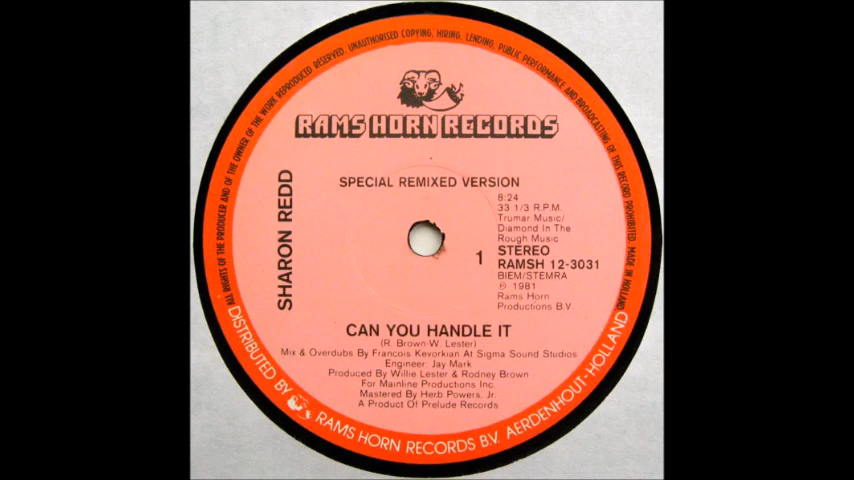 ALL RIGHTS OF THE PRODUCER AND OF THE OWNER OF THE WORK REPRODUCED RESERVED. UNAUTHORISED COPYING, HIRING, LENDING, PUBLIC PERFORMANCE AND BROADCASTING OF THIS RECORD PROHIBITED. MADE IN HOLLAND
RAMS HORN RECORDS
SHARON REDD
SPECIAL REMIXED VERSION
8:24
33 1/3 R.P.M.
Trumar Music/
Diamond In The
Rough Music
1
STEREO
RAMSH 12-3031
BIEM/STEMRA
℗ 1981
Rams Horn
Productions B.V
CAN YOU HANDLE IT
(R. Brown-W. Lester)
Mix & Overdubs By Francois Kevorkian At Sigma Sound Studios
Engineer: Jay Mark
Produced By Willie Lester & Rodney Brown
For Mainline Productions Inc.
Mastered By Herb Powers, Jr.
A Product Of Prelude Records
DISTRIBUTED BY RAMS HORN RECORDS B.V. AERDENHOUT-HOLLAND